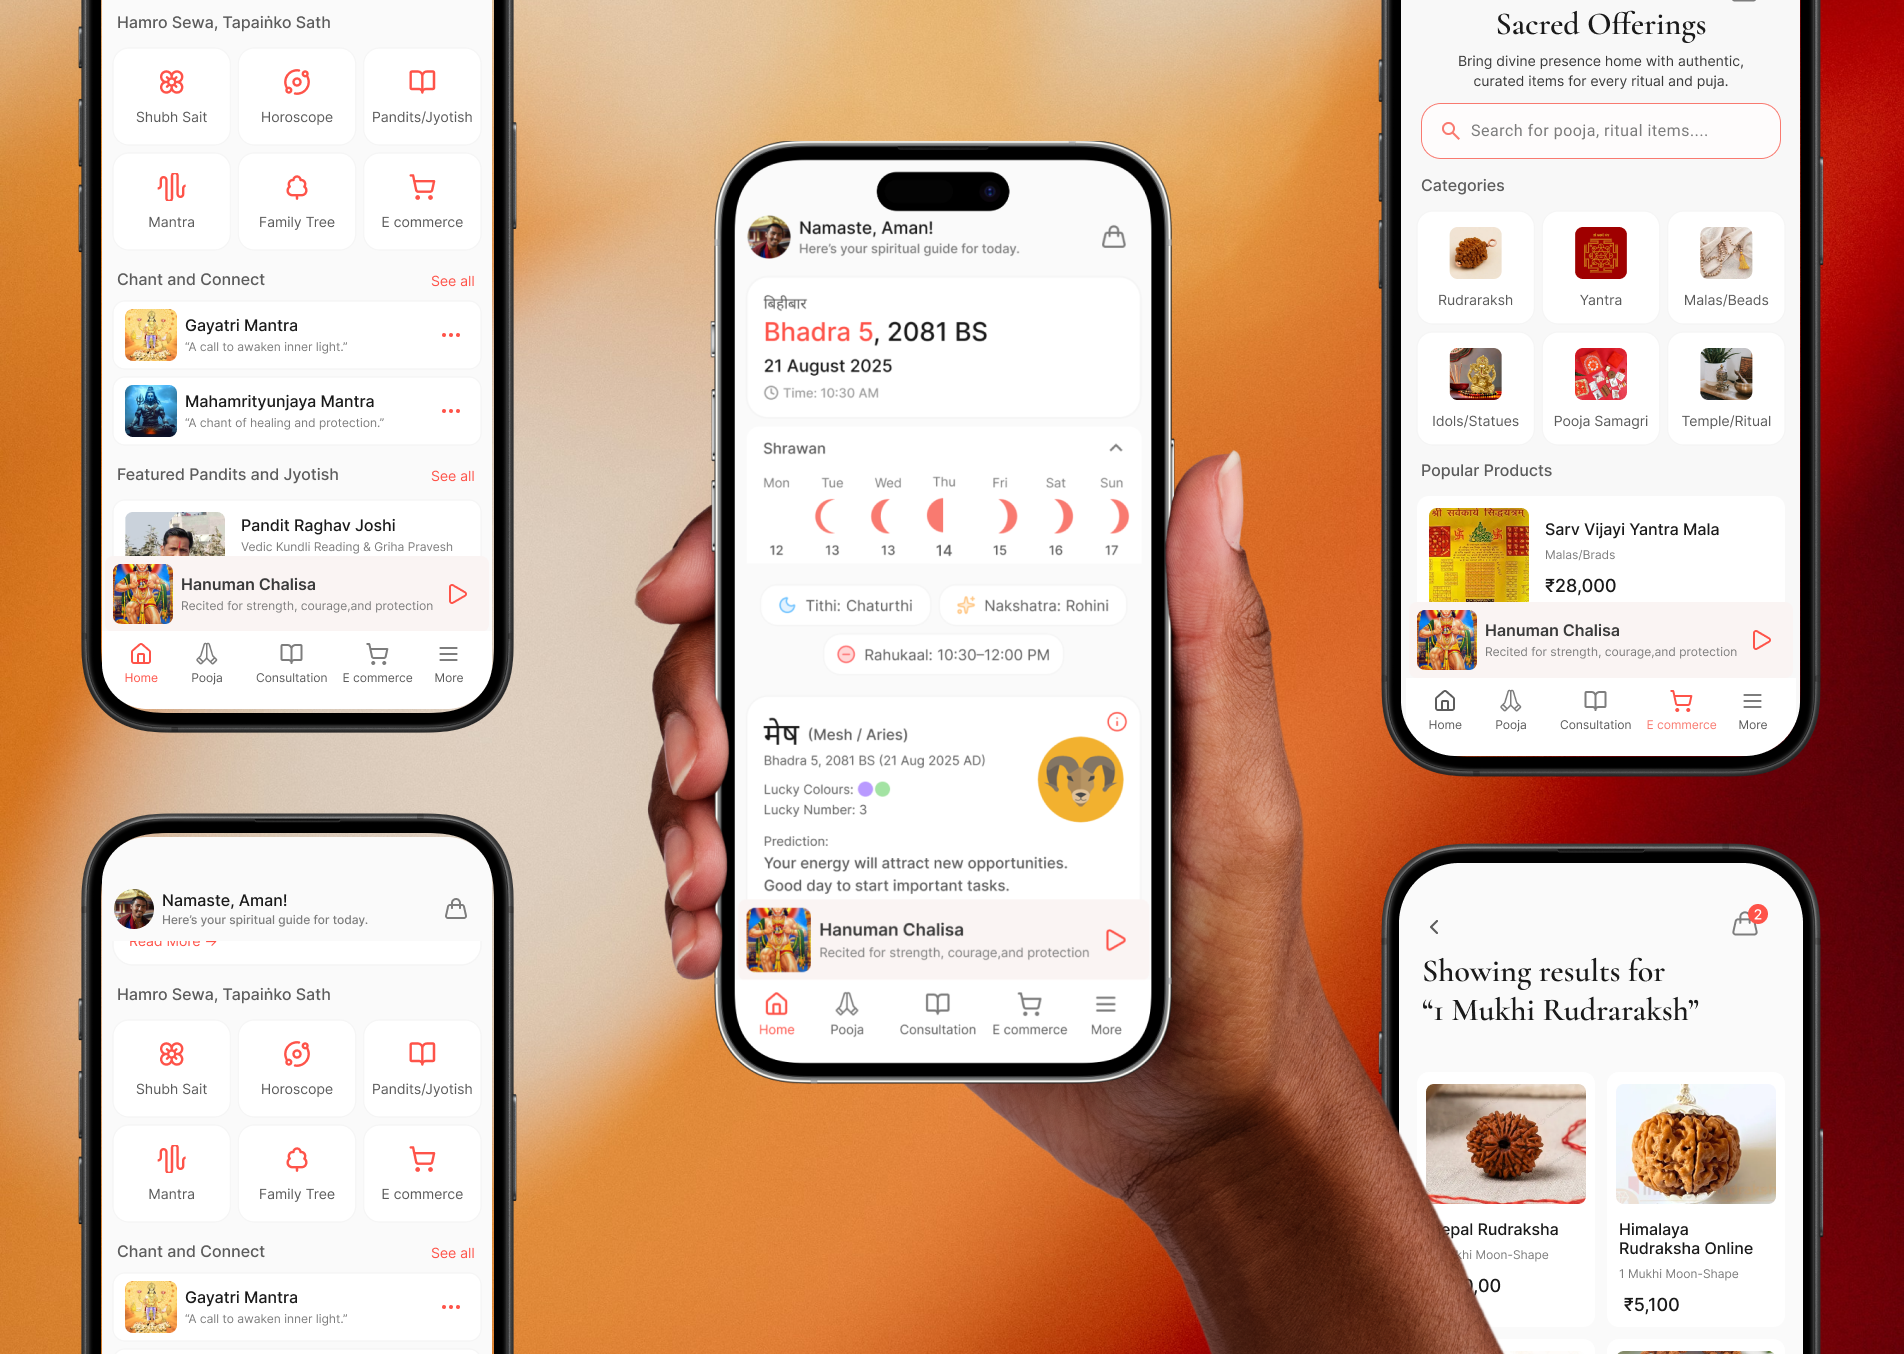 Hamro Sewa, Tapaiṅko Sath
Shubh Sait
Horoscope
Pandits/Jyotish
Mantra
Family Tree
E commerce
Chant and Connect
See all
Gayatri Mantra
“A call to awaken inner light.”
Mahamrityunjaya Mantra
“A chant of healing and protection.”
Featured Pandits and Jyotish
See all
Pandit Raghav Joshi
Vedic Kundli Reading & Griha Pravesh
Hanuman Chalisa
Recited for strength, courage,and protection
Home
Pooja
Consultation
E commerce
More
Namaste, Aman!
Here's your spiritual guide for today.
Read More →
Hamro Sewa, Tapaiṅko Sath
Shubh Sait
Horoscope
Pandits/Jyotish
Mantra
Family Tree
E commerce
Chant and Connect
See all
Gayatri Mantra
“A call to awaken inner light.”
Namaste, Aman!
Here's your spiritual guide for today.
बिहीबार
Bhadra 5, 2081 BS
21 August 2025
Time: 10:30 AM
Shrawan
Mon Tue Wed Thu Fri Sat Sun
12 13 13 14 15 16 17
Tithi: Chaturthi
Nakshatra: Rohini
Rahukaal: 10:30–12:00 PM
मेष (Mesh / Aries)
Bhadra 5, 2081 BS (21 Aug 2025 AD)
Lucky Colours:
Lucky Number: 3
Prediction:
Your energy will attract new opportunities.
Good day to start important tasks.
Hanuman Chalisa
Recited for strength, courage,and protection
Home
Pooja
Consultation
E commerce
More
Sacred Offerings
Bring divine presence home with authentic,
curated items for every ritual and puja.
Search for pooja, ritual items....
Categories
Rudraraksh
Yantra
Malas/Beads
Idols/Statues
Pooja Samagri
Temple/Ritual
Popular Products
श्री सर्वकार्य सिद्धयत्रम्
Sarv Vijayi Yantra Mala
Malas/Brads
₹28,000
Hanuman Chalisa
Recited for strength, courage,and protection
Home
Pooja
Consultation
E commerce
More
2
Showing results for
“1 Mukhi Rudraraksh”
epal Rudraksha
khi Moon-Shape
0,00
Himalaya
Rudraksha Online
1 Mukhi Moon-Shape
₹5,100